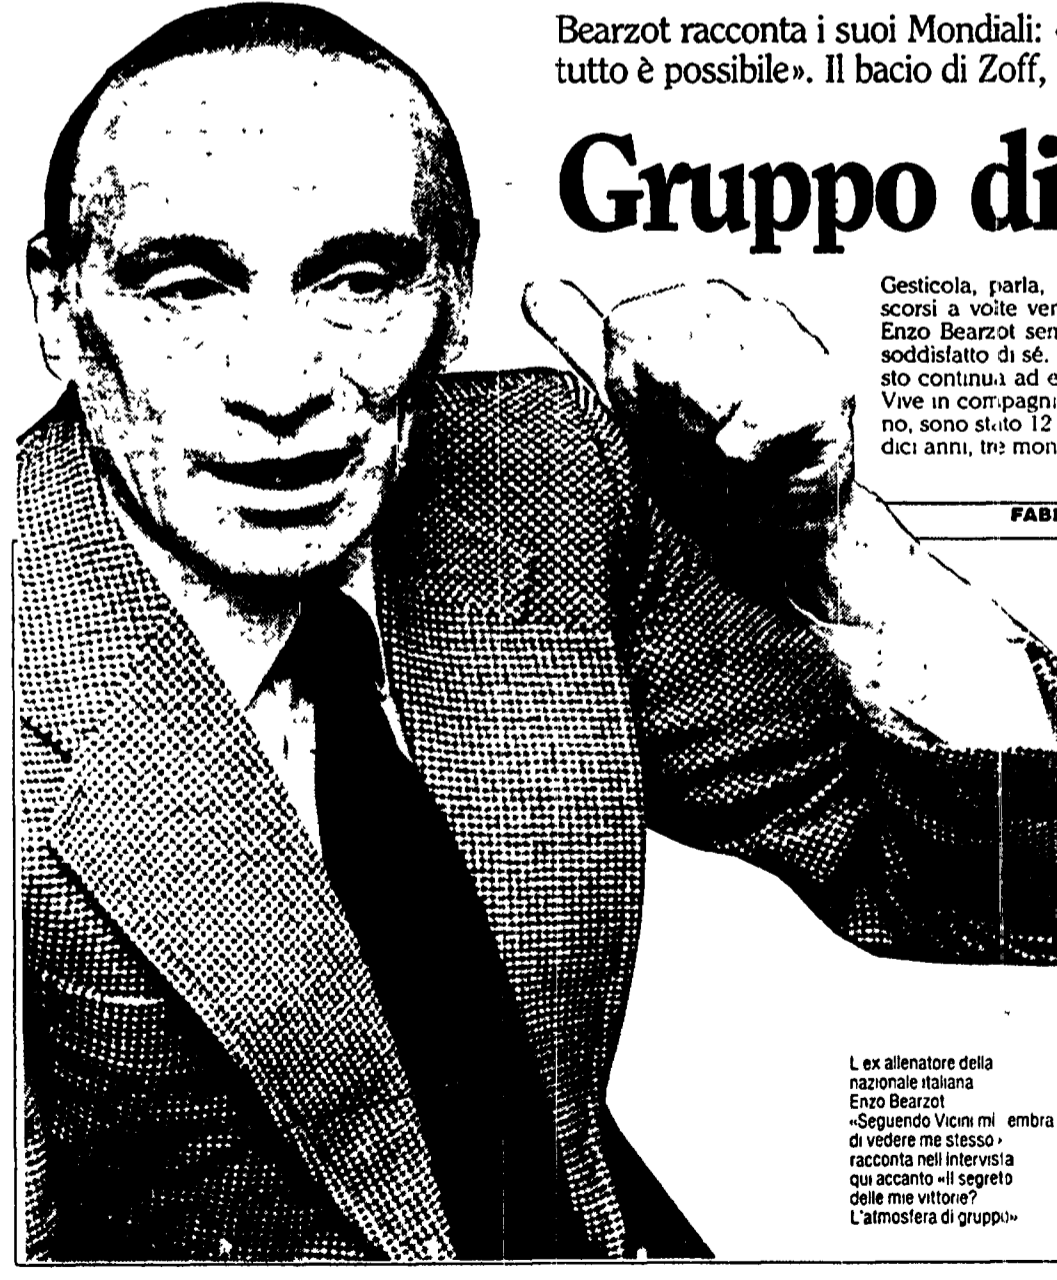 Bearzot racconta i suoi Mondiali: «
tutto è possibile». Il bacio di Zoff,
Gruppo di
Gesticola, parla,
scorsi a volte ver
Enzo Bearzot sen
soddisfatto di sé.
sto continua ad e
Vive in compagni
no, sono stato 12
dici anni, tre mon
FABI
L ex allenatore della
nazionale italiana
Enzo Bearzot
«Seguendo Vicini mi embra
di vedere me stesso»
racconta nell intervista
qui accanto «Il segreto
delle mie vittorie?
L'atmosfera di gruppo»